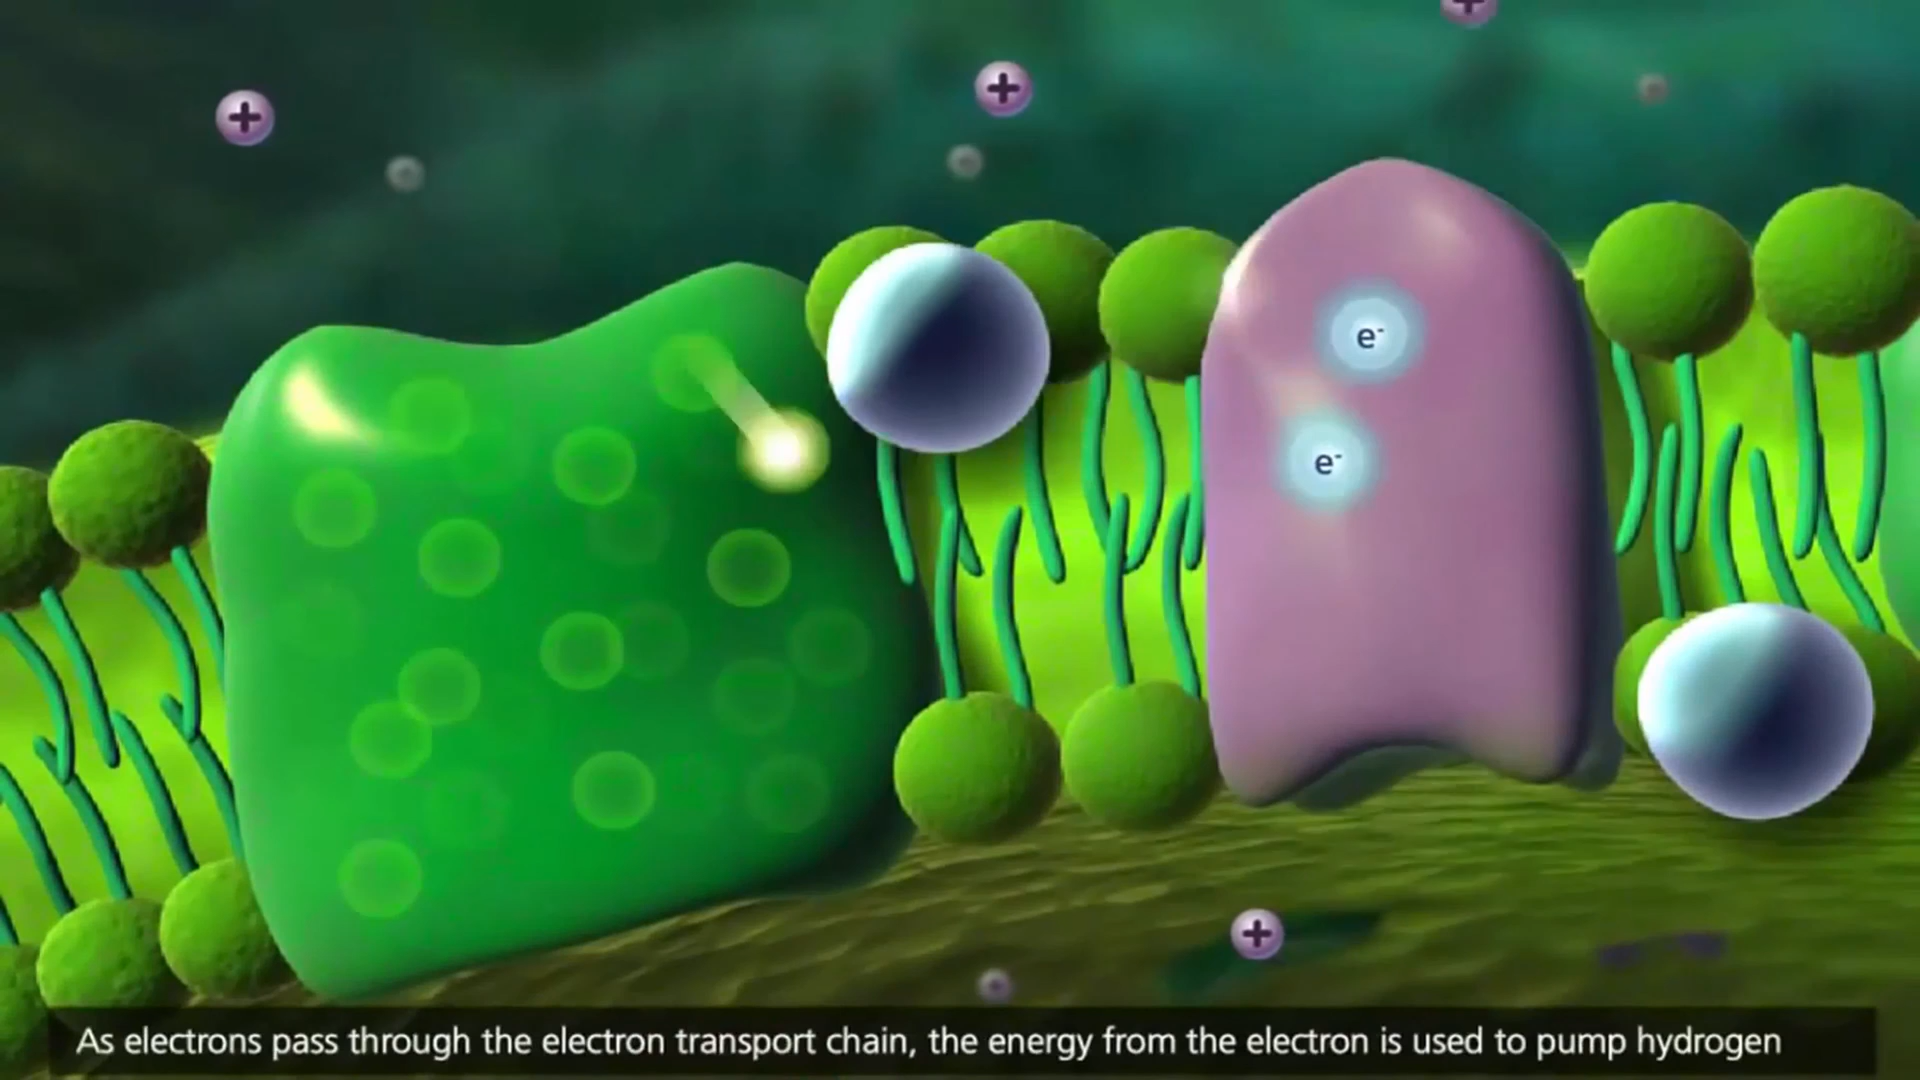 +
+
+
e-
e-
+
As electrons pass through the electron transport chain, the energy from the electron is used to pump hydrogen